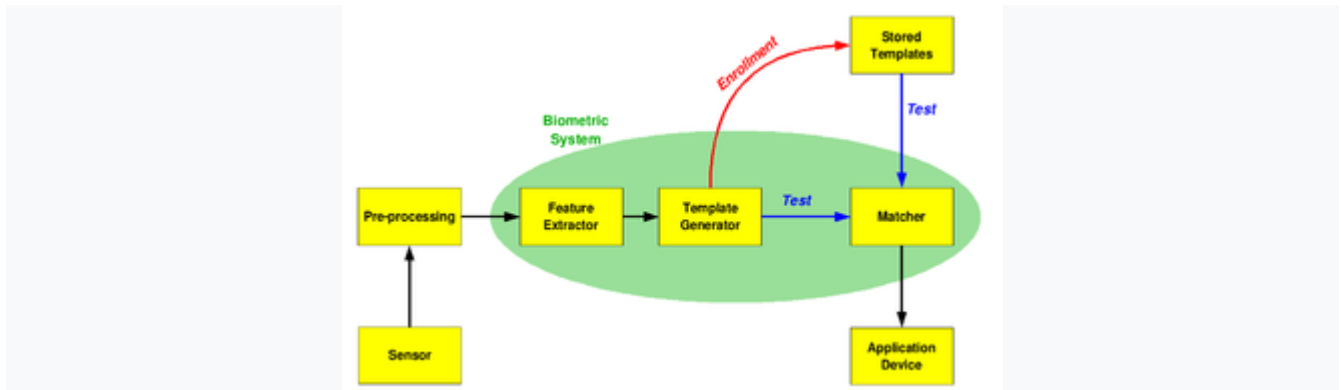 Stored
Templates
Enrollment
Test
Biometric
System
Pre-processing
Feature
Extractor
Template
Generator
Test
Matcher
Sensor
Application
Device